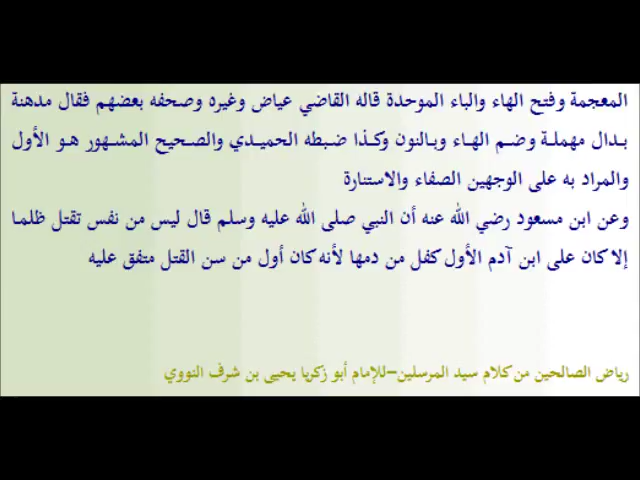 المعجمة وفتح الهاء والباء الموحدة قاله القاضي عياض وغيره وصحفه بعضهم فقال مدهنة
بدال مهملة وضم الهاء وبالنون وكذا ضبطه الحميدي والصحيح المشهور هو الأول
والمراد به على الوجهين الصفاء والاستنارة
وعن ابن مسعود رضي الله عنه أن النبي صلى الله عليه وسلم قال ليس من نفس تقتل ظلما
إلا كان على ابن آدم الأول كفل من دمها لأنه كان أول من سن القتل متفق عليه
رياض الصالحين من كلام سيد المرسلين-للإمام أبو زكريا يحيى بن شرف النووي